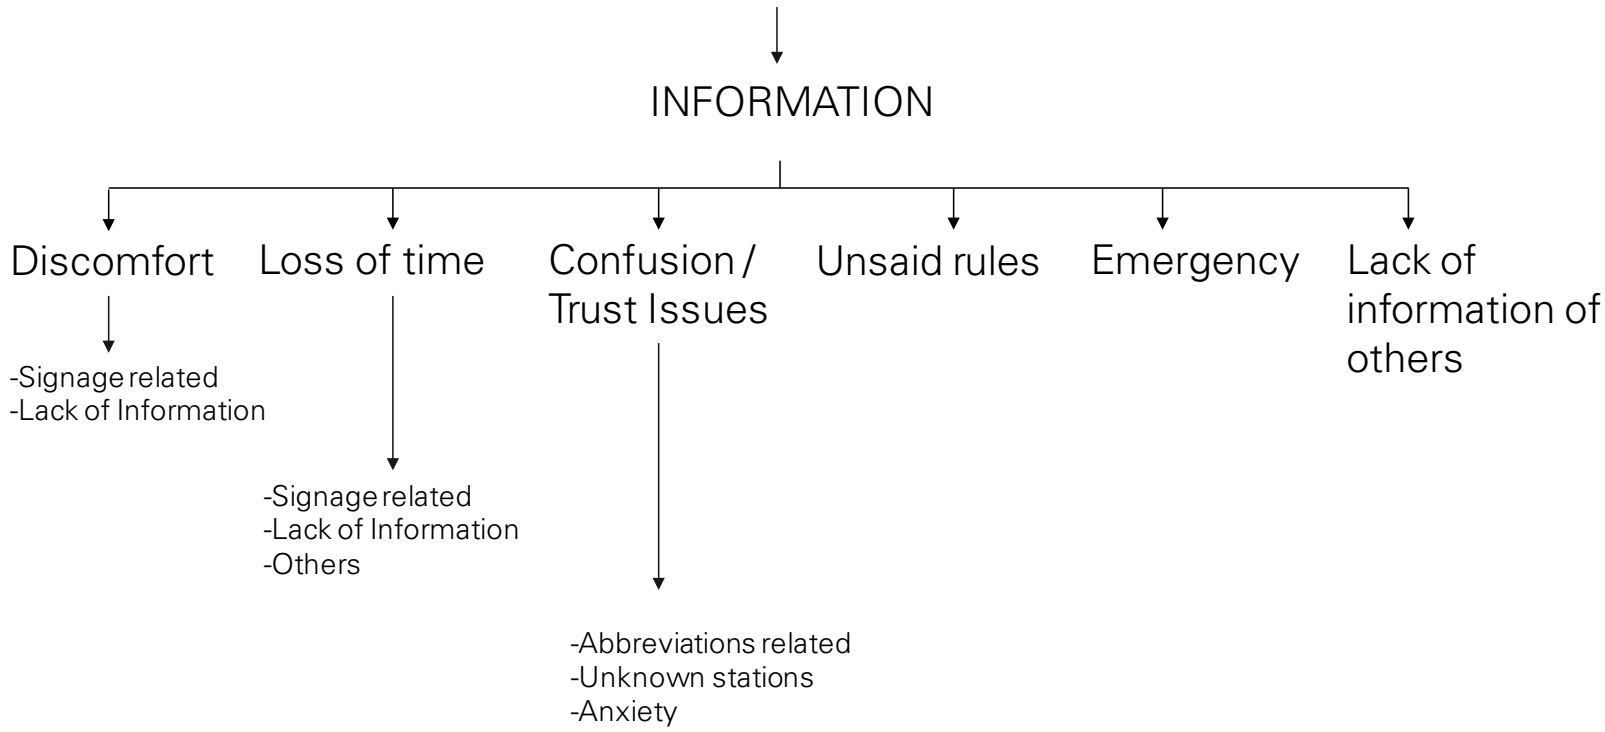 INFORMATION
Discomfort
Loss of time
Confusion /
Trust Issues
Unsaid rules
Emergency
Lack of
information of
others
-Signage related
-Lack of Information
-Signage related
-Lack of Information
-Others
-Abbreviations related
-Unknown stations
-Anxiety